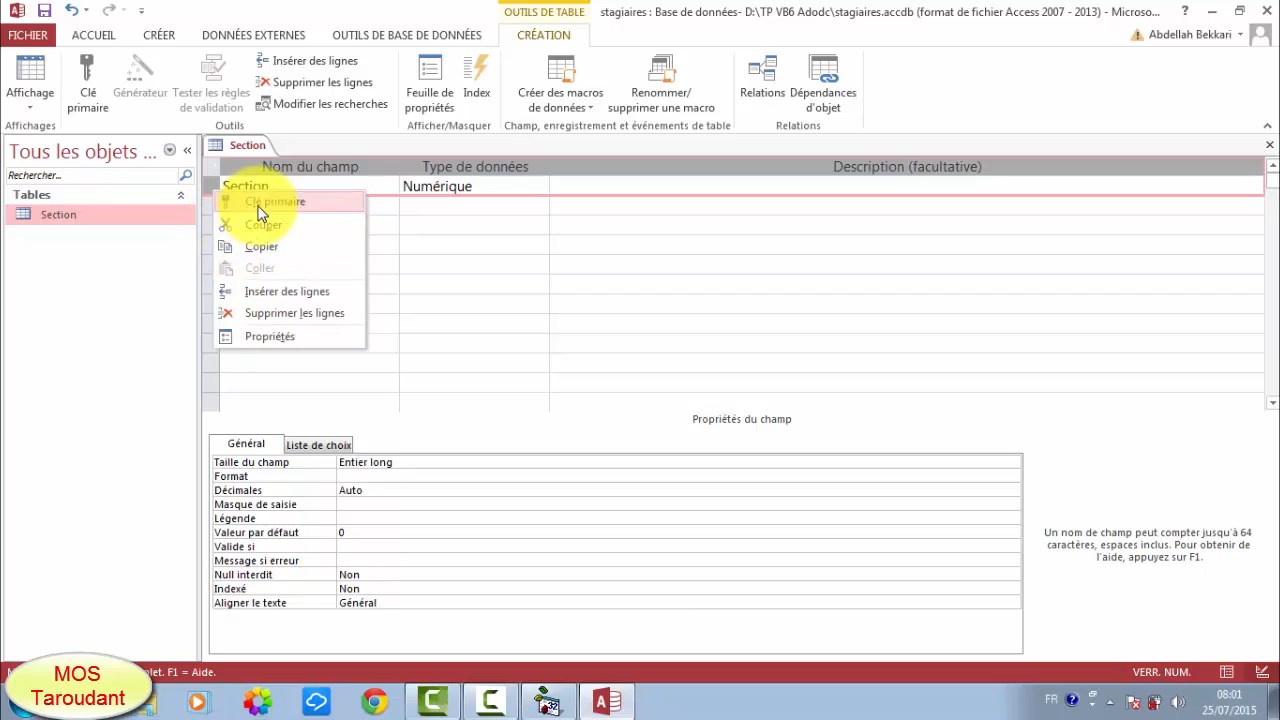 OUTILS DE TABLE
stagiaires : Base de données- D:\TP VB6 Adodc\stagiaires.accdb (format de fichier Access 2007 - 2013) - Microso...
FICHIER ACCUEIL CRÉER DONNÉES EXTERNES OUTILS DE BASE DE DONNÉES CRÉATION
Abdellah Bekkari
Affichage
Clé primaire
Générateur
Tester les règles de validation
Insérer des lignes
Supprimer des lignes
Modifier les recherches
Feuille de propriétés
Index
Créer des macros de données
Renommer/ supprimer une macro
Relations
Dépendances d'objet
Affichages
Outils
Afficher/Masquer
Champ, enregistrement et événements de table
Relations
Tous les objets ...
Rechercher...
Tables
Section
Section
Nom du champ Type de données Description (facultative)
Section Numérique
Clé primaire
Couper
Copier
Coller
Insérer des lignes
Supprimer les lignes
Propriétés
Propriétés du champ
Général Liste de choix
Taille du champ Entier long
Format
Décimales Auto
Masque de saisie
Légende
Valeur par défaut 0
Valide si
Message si erreur
Null interdit Non
Indexé Non
Aligner le texte Général
Un nom de champ peut compter jusqu'à 64
caractères, espaces inclus. Pour obtenir de
l'aide, appuyez sur F1.
F1 = Aide.
VERR. NUM.
MOS
Taroudant
FR
08:01
25/07/2015